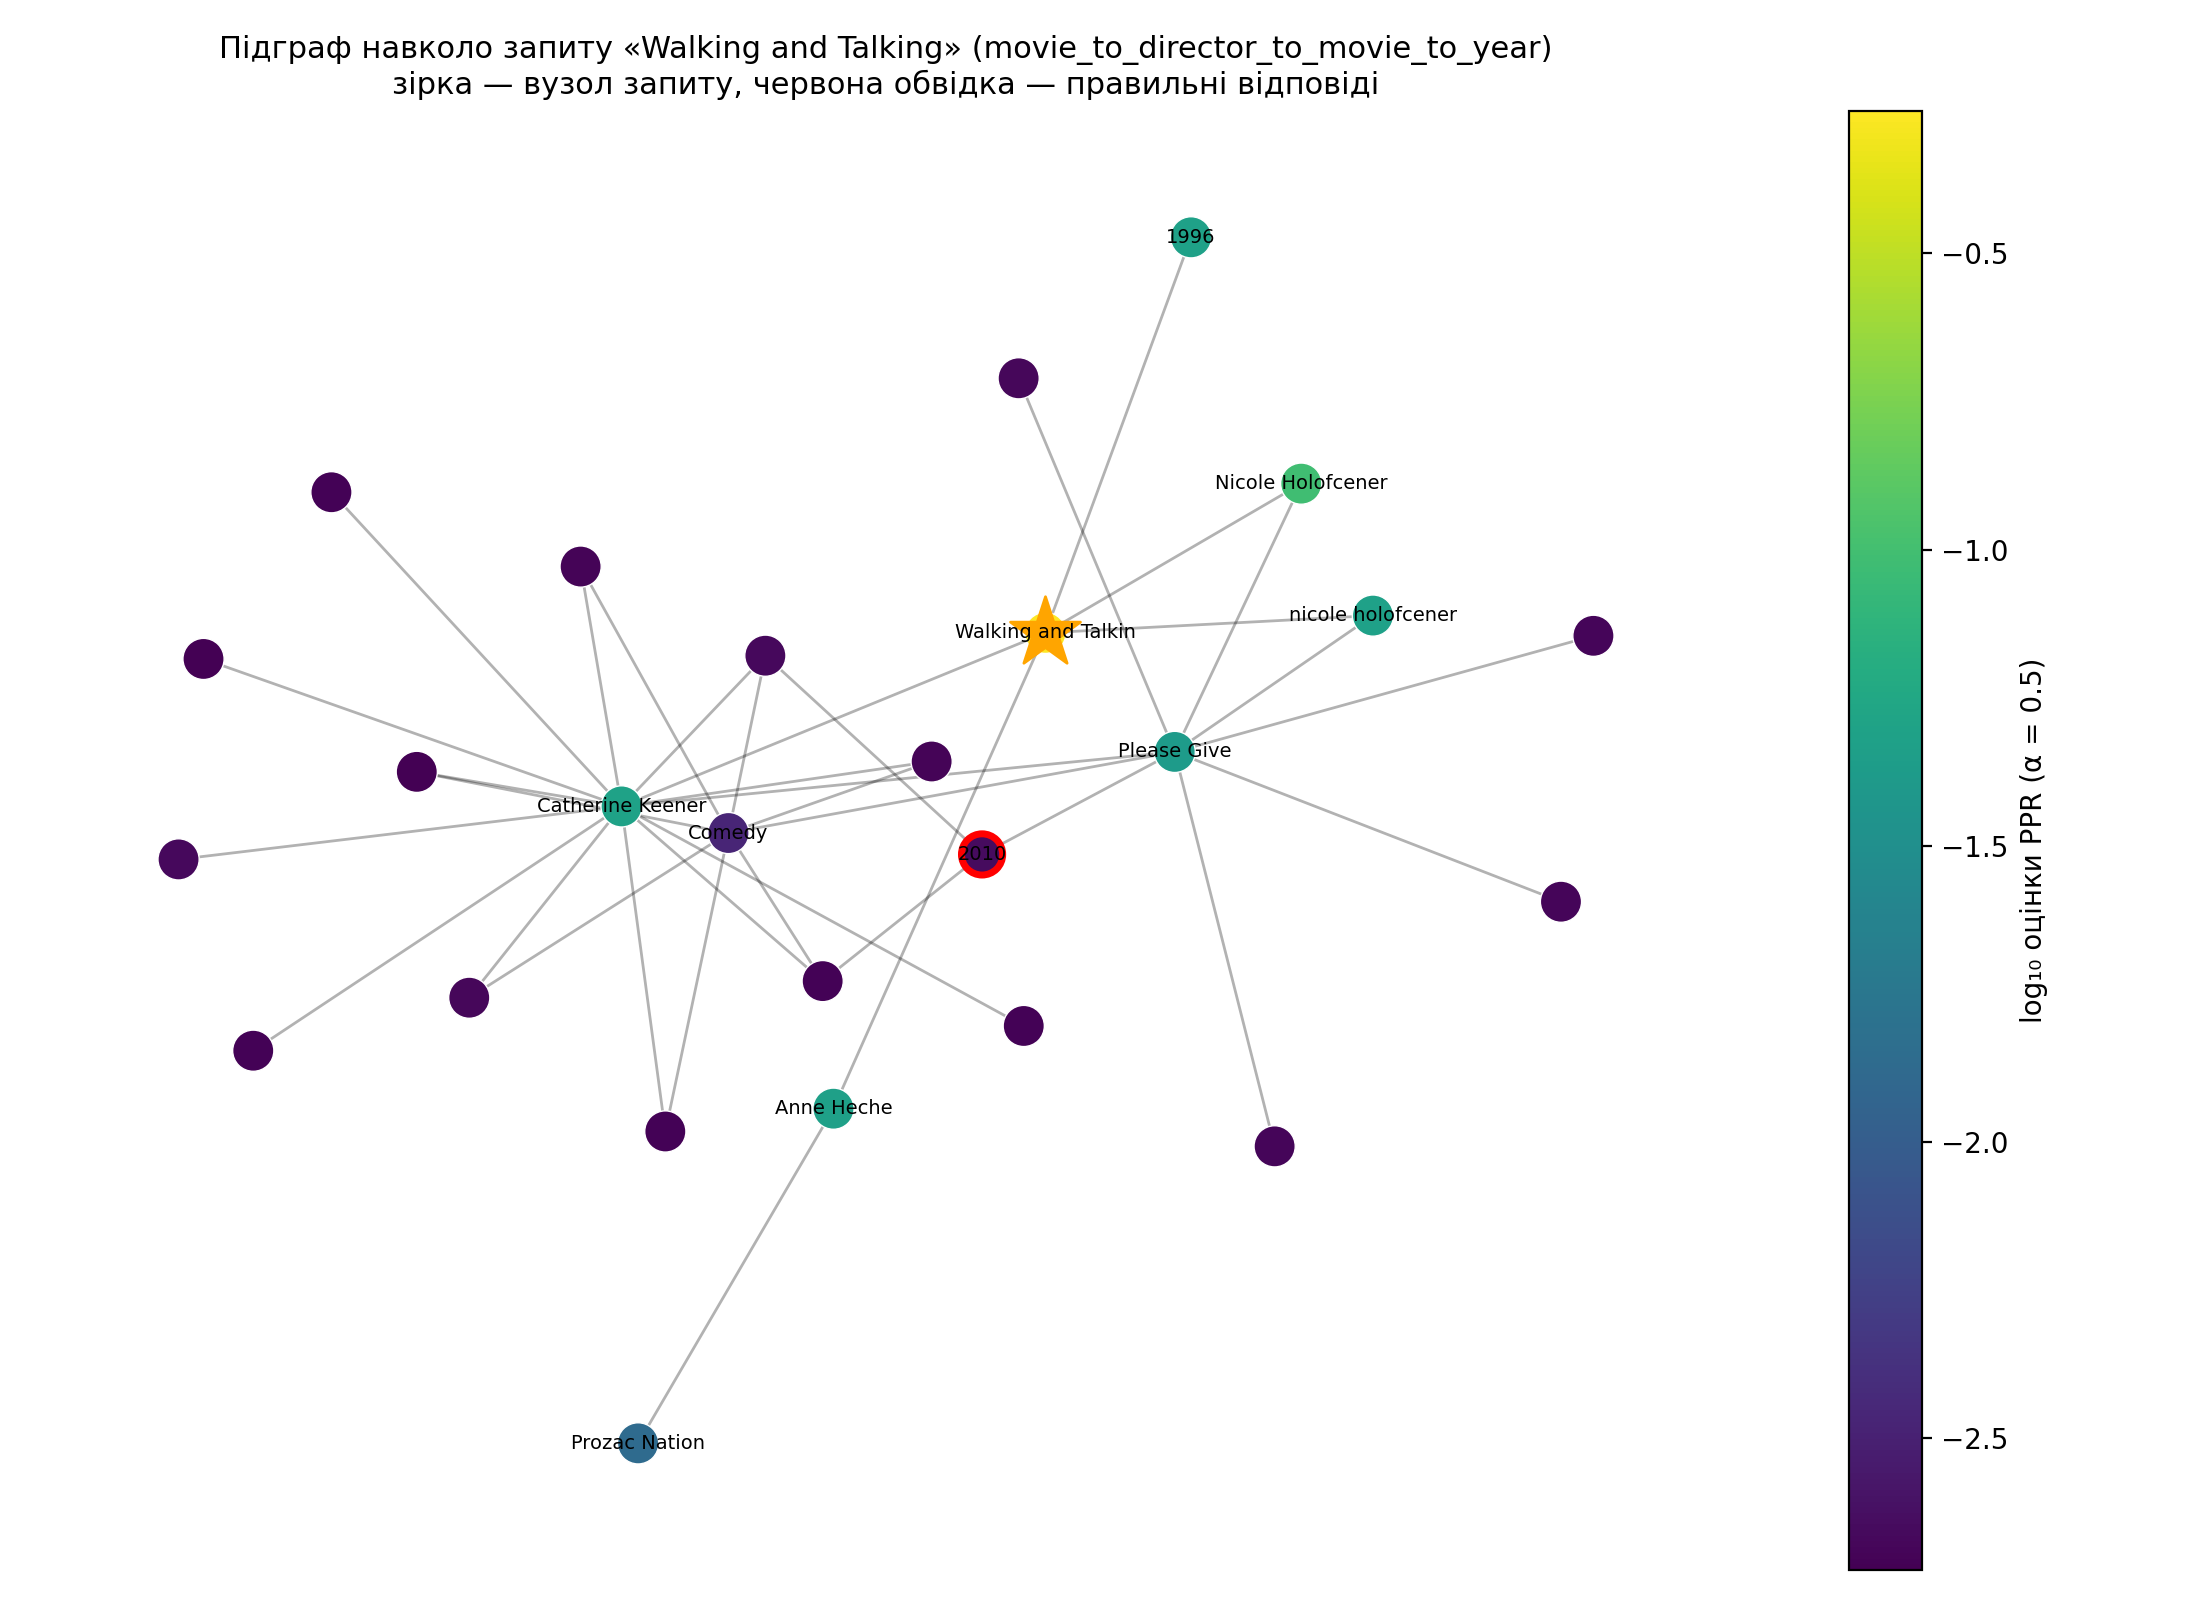 Підграф навколо запиту «Walking and Talking» (movie_to_director_to_movie_to_year)
зірка — вузол запиту, червона обвідка — правильні відповіді
1996
Nicole Holofcener
nicole holofcener
Walking and Talkin
Please Give
Catherine Keener
Comedy
2010
Anne Heche
Prozac Nation
−0.5
−1.0
−1.5
−2.0
−2.5
log₁₀ оцінки PPR (α = 0.5)